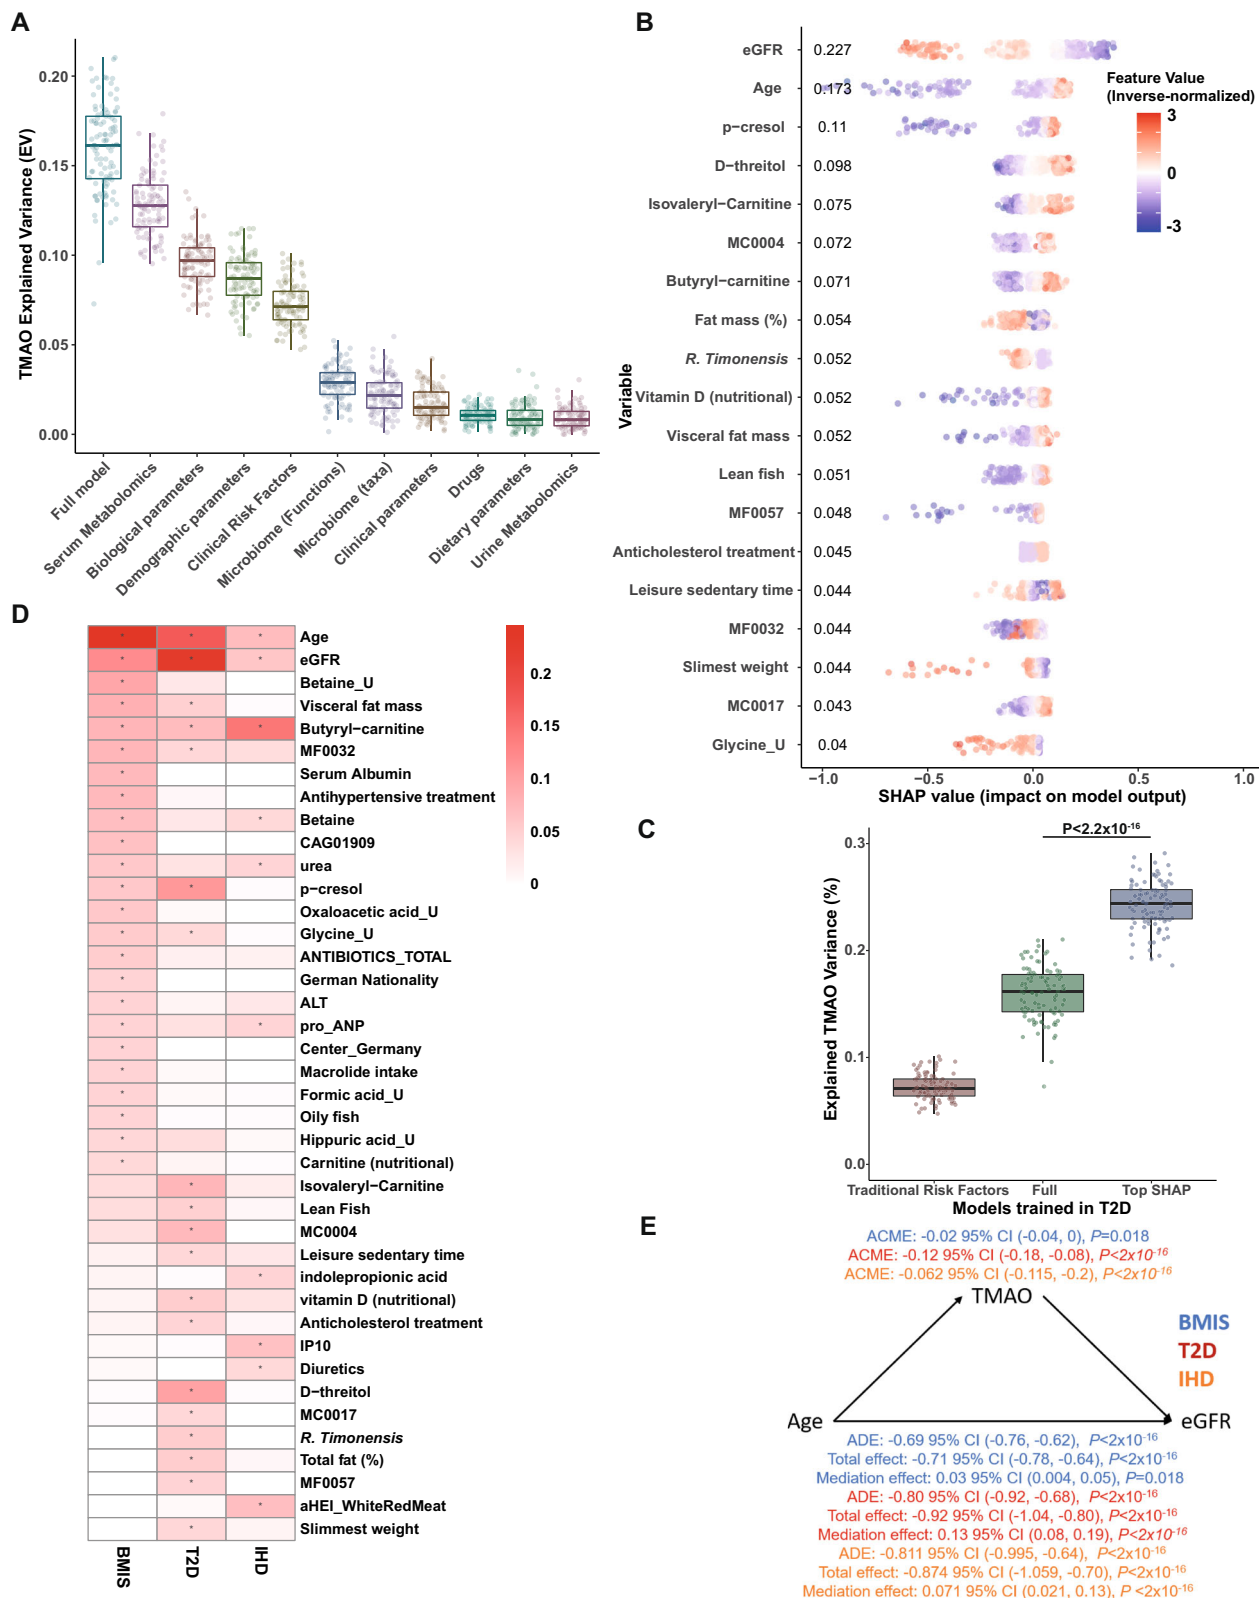 A
TMAO Explained Variance (EV)
0.20
0.15
0.10
0.05
0.00
Full model
Serum Metabolomics
Biological parameters
Demographic parameters
Clinical Risk Factors
Microbiome (Functions)
Microbiome (taxa)
Clinical parameters
Drugs
Dietary parameters
Urine Metabolomics
B
Variable
eGFR 0.227
Age 0.173
p−cresol 0.11
D−threitol 0.098
Isovaleryl−Carnitine 0.075
MC0004 0.072
Butyryl−carnitine 0.071
Fat mass (%) 0.054
R. Timonensis 0.052
Vitamin D (nutritional) 0.052
Visceral fat mass 0.052
Lean fish 0.051
MF0057 0.048
Anticholesterol treatment 0.045
Leisure sedentary time 0.044
MF0032 0.044
Slimest weight 0.044
MC0017 0.043
Glycine_U 0.04
−1.0 −0.5 0.0 0.5 1.0
SHAP value (impact on model output)
Feature Value
(Inverse-normalized)
3
0
-3
C
P<2.2x10-16
Explained TMAO Variance (%)
0.3
0.2
0.1
0.0
Traditional Risk Factors Full Top SHAP
Models trained in T2D
D
Age
eGFR
Betaine_U
Visceral fat mass
Butyryl−carnitine
MF0032
Serum Albumin
Antihypertensive treatment
Betaine
CAG01909
urea
p−cresol
Oxaloacetic acid_U
Glycine_U
ANTIBIOTICS_TOTAL
German Nationality
ALT
pro_ANP
Center_Germany
Macrolide intake
Formic acid_U
Oily fish
Hippuric acid_U
Carnitine (nutritional)
Isovaleryl−Carnitine
Lean Fish
MC0004
Leisure sedentary time
indolepropionic acid
vitamin D (nutritional)
Anticholesterol treatment
IP10
Diuretics
D−threitol
MC0017
R. Timonensis
Total fat (%)
MF0057
aHEI_WhiteRedMeat
Slimmest weight
BMIS T2D IHD
0.2
0.15
0.1
0.05
0
E
ACME: -0.02 95% CI (-0.04, 0), P=0.018
ACME: -0.12 95% CI (-0.18, -0.08), P<2x10-16
ACME: -0.062 95% CI (-0.115, -0.2), P<2x10-16
TMAO
BMIS
T2D
IHD
Age eGFR
ADE: -0.69 95% CI (-0.76, -0.62), P<2x10-16
Total effect: -0.71 95% CI (-0.78, -0.64), P<2x10-16
Mediation effect: 0.03 95% CI (0.004, 0.05), P=0.018
ADE: -0.80 95% CI (-0.92, -0.68), P<2x10-16
Total effect: -0.92 95% CI (-1.04, -0.80), P<2x10-16
Mediation effect: 0.13 95% CI (0.08, 0.19), P<2x10-16
ADE: -0.811 95% CI (-0.995, -0.64), P<2x10-16
Total effect: -0.874 95% CI (-1.059, -0.70), P<2x10-16
Mediation effect: 0.071 95% CI (0.021, 0.13), P <2x10-16